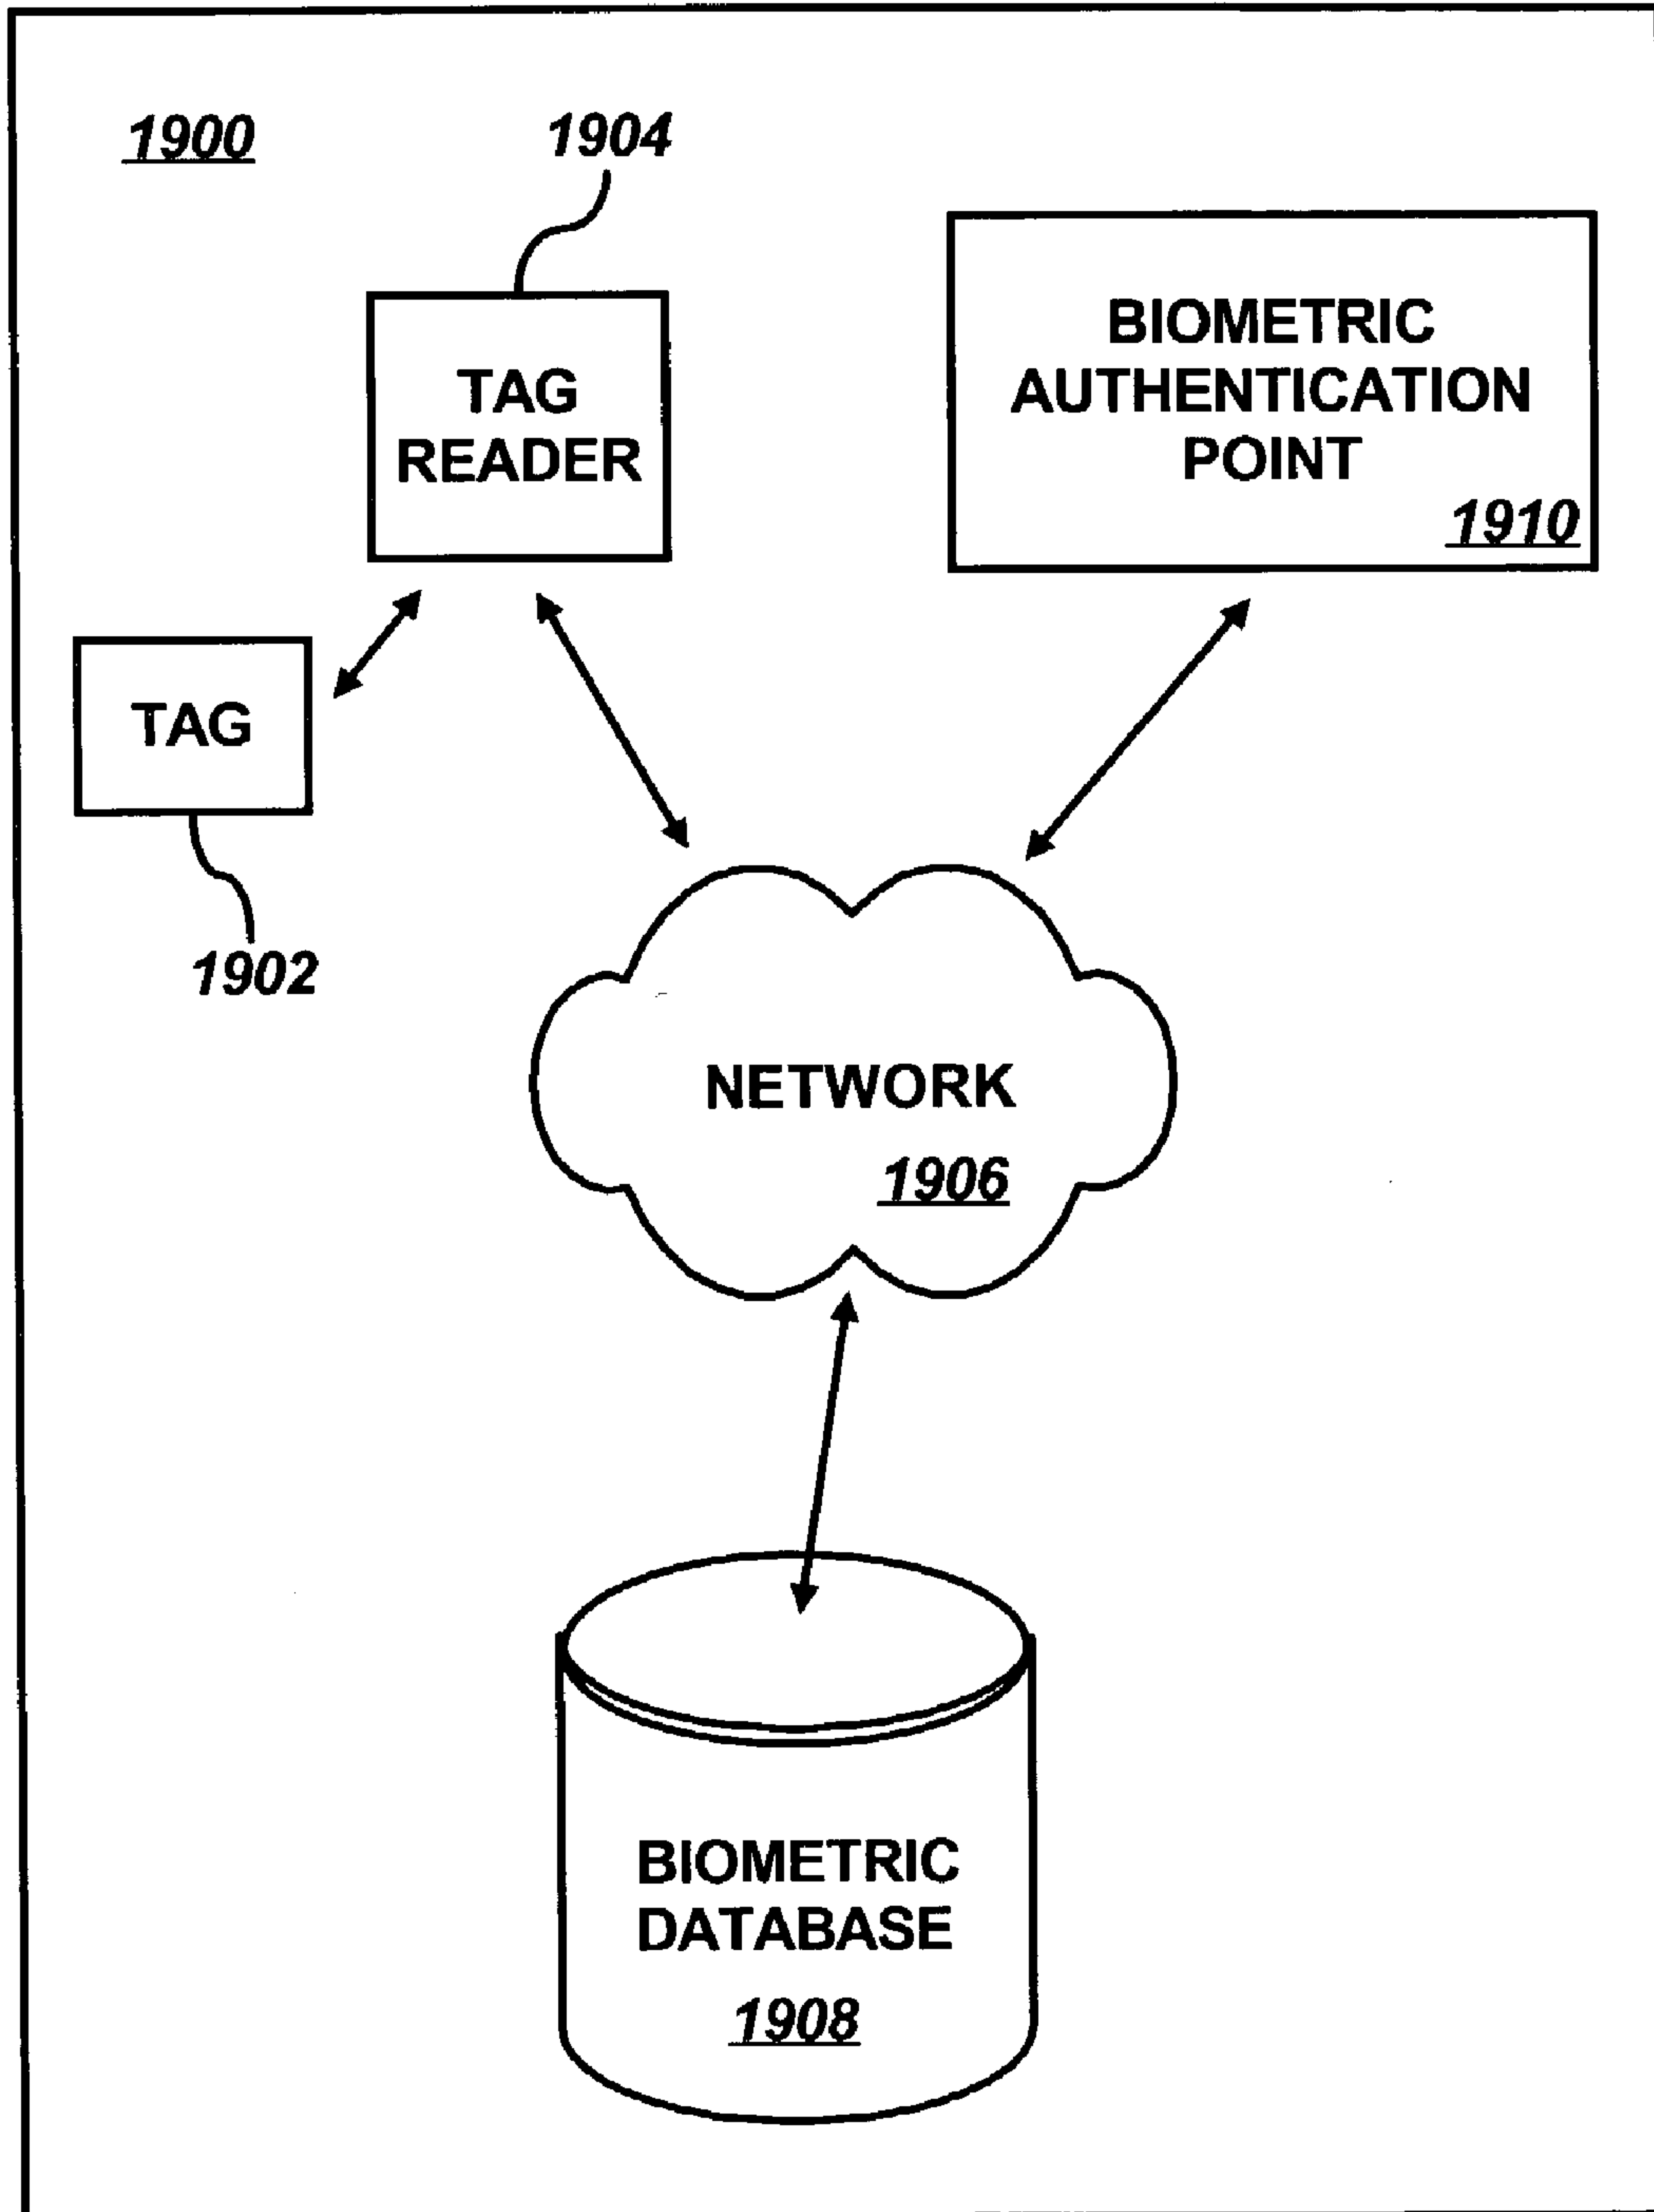 1900
1904
TAG
READER
BIOMETRIC
AUTHENTICATION
POINT
1910
TAG
1902
NETWORK
1906
BIOMETRIC
DATABASE
1908